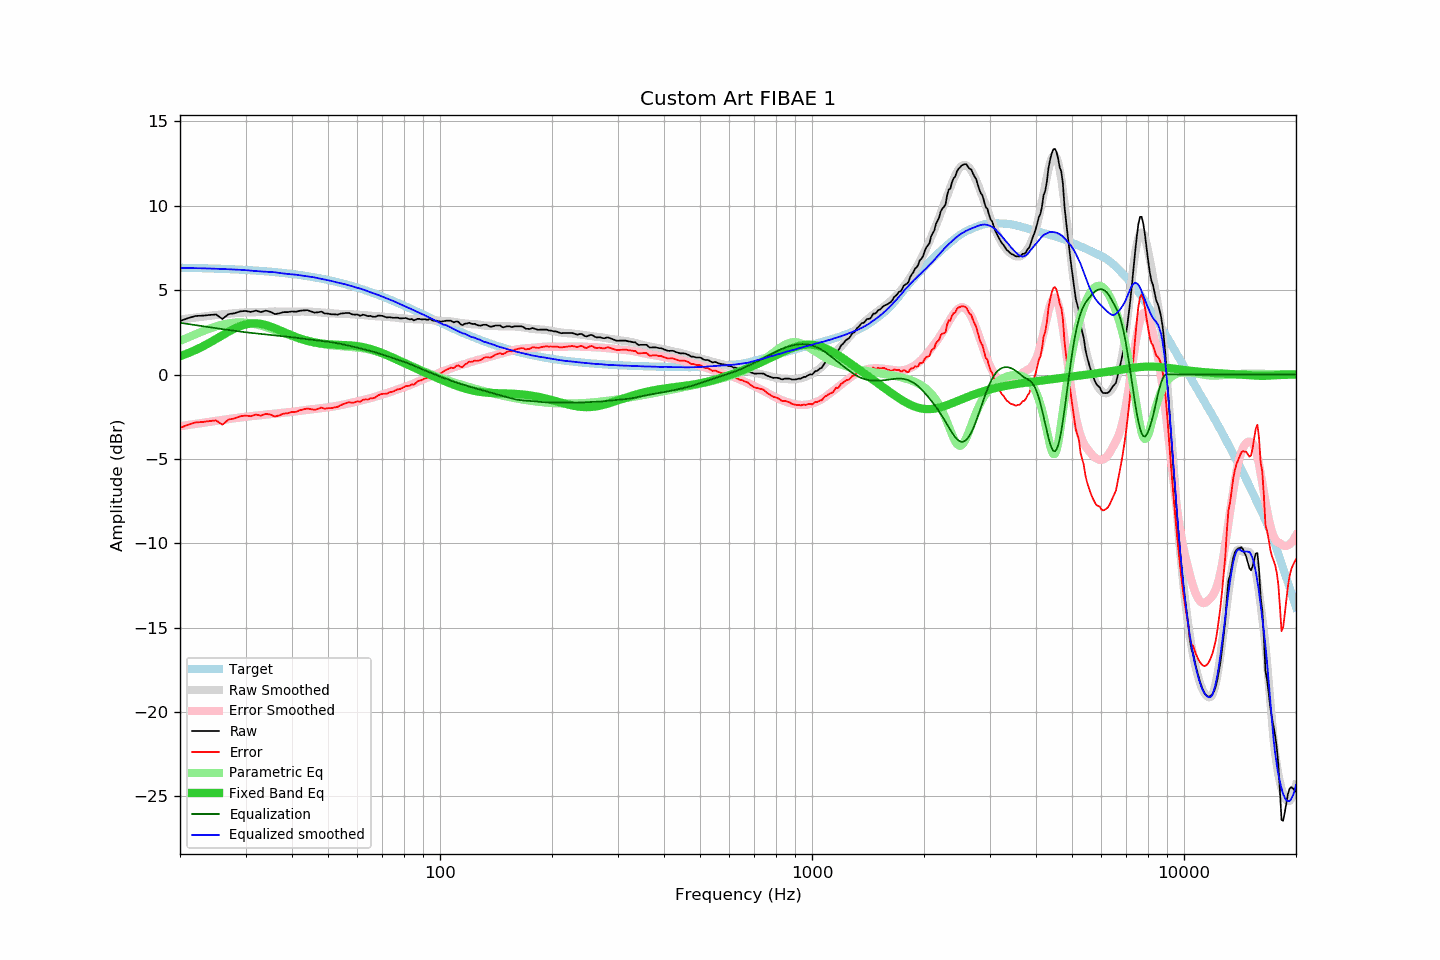 Custom Art FIBAE 1
15
10
5
0
−5
−10
−15
−20
−25
Amplitude (dBr)
Target
Raw Smoothed
Error Smoothed
Raw
Error
Parametric Eq
Fixed Band Eq
Equalization
Equalized smoothed
100
1000
10000
Frequency (Hz)